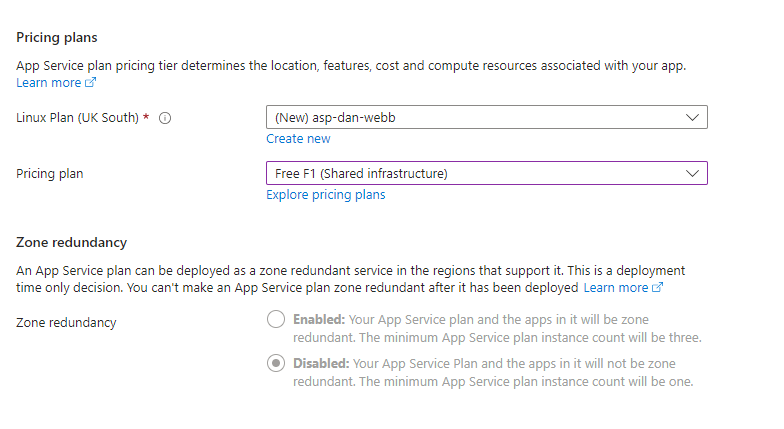 Pricing plans
App Service plan pricing tier determines the location, features, cost and compute resources associated with your app.
Learn more
Linux Plan (UK South) *
(New) asp-dan-webb
Create new
Pricing plan
Free F1 (Shared infrastructure)
Explore pricing plans
Zone redundancy
An App Service plan can be deployed as a zone redundant service in the regions that support it. This is a deployment
time only decision. You can't make an App Service plan zone redundant after it has been deployed Learn more
Zone redundancy
Enabled: Your App Service plan and the apps in it will be zone
redundant. The minimum App Service plan instance count will be three.
Disabled: Your App Service Plan and the apps in it will not be zone
redundant. The minimum App Service plan instance count will be one.